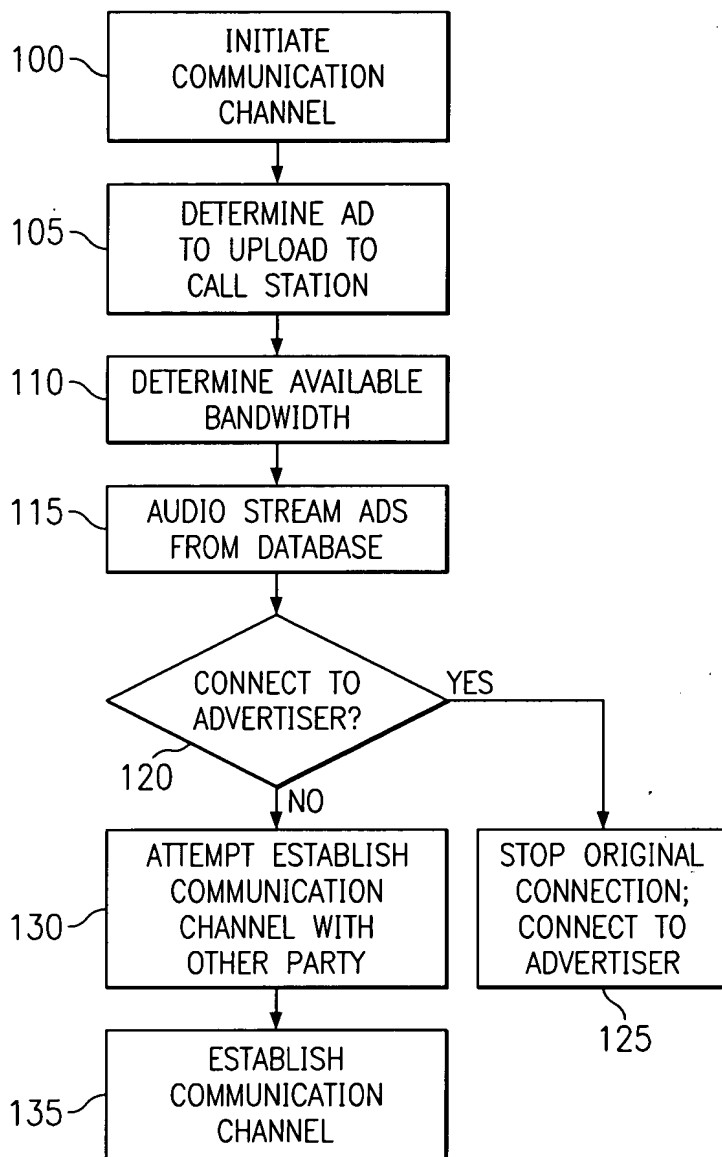 100
INITIATE
COMMUNICATION
CHANNEL
105
DETERMINE AD
TO UPLOAD TO
CALL STATION
110
DETERMINE AVAILABLE
BANDWIDTH
115
AUDIO STREAM ADS
FROM DATABASE
CONNECT TO
ADVERTISER?
YES
120
NO
130
ATTEMPT ESTABLISH
COMMUNICATION
CHANNEL WITH
OTHER PARTY
STOP ORIGINAL
CONNECTION;
CONNECT TO
ADVERTISER
125
135
ESTABLISH
COMMUNICATION
CHANNEL